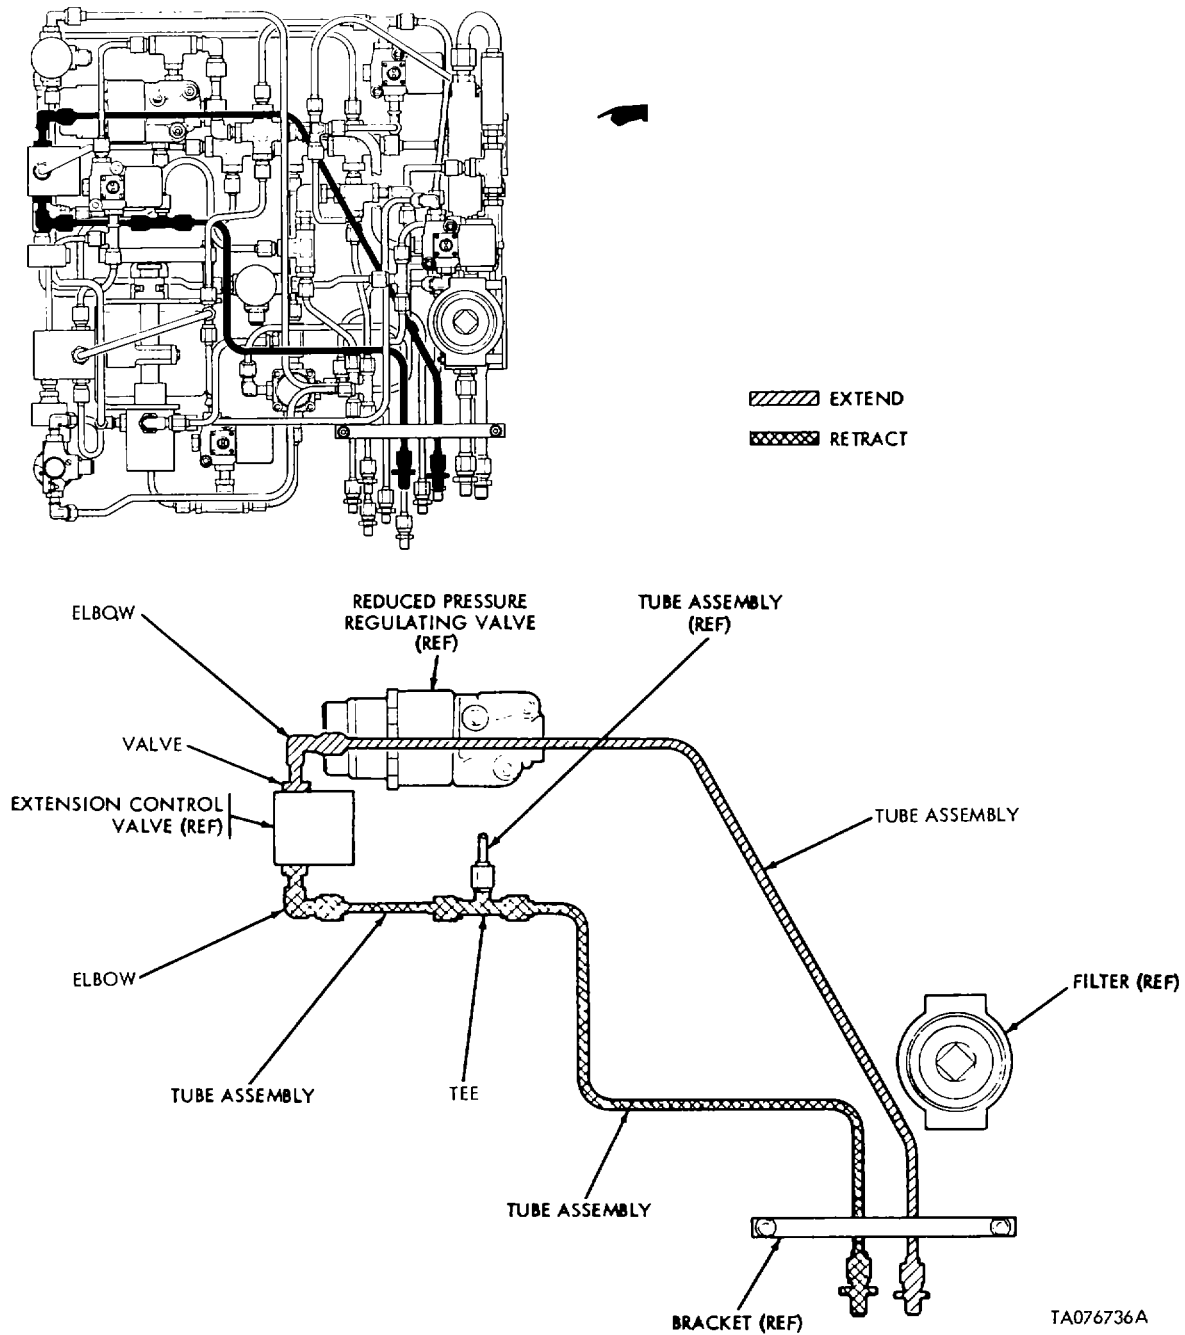 EXTEND
RETRACT
ELBOW
REDUCED PRESSURE
REGULATING VALVE
(REF)
TUBE ASSEMBLY
(REF)
VALVE
EXTENSION CONTROL
VALVE (REF)
TUBE ASSEMBLY
ELBOW
FILTER (REF)
TUBE ASSEMBLY
TEE
TUBE ASSEMBLY
BRACKET (REF)
TA076736A